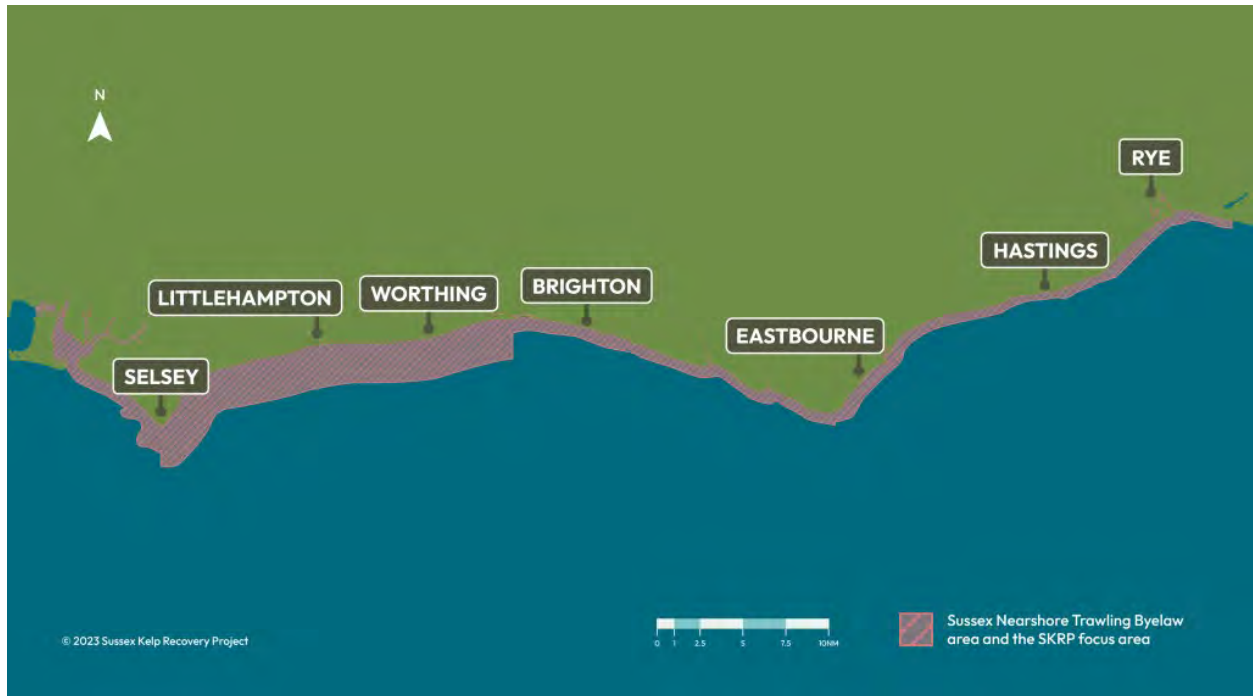 N
RYE
HASTINGS
BRIGHTON
WORTHING
LITTLEHAMPTON
EASTBOURNE
SELSEY
© 2023 Sussex Kelp Recovery Project
0 1 2.5 5 7.5 10NM
Sussex Nearshore Trawling Byelaw
area and the SKRP focus area